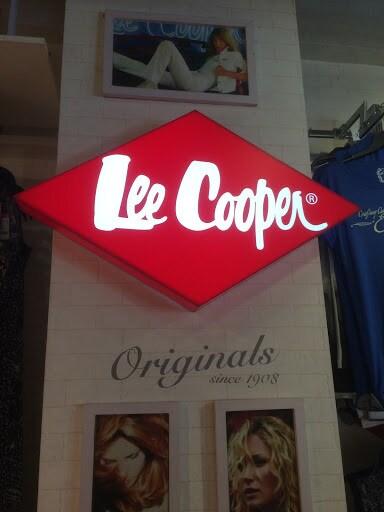 Lee Cooper®
Originals
since 1908